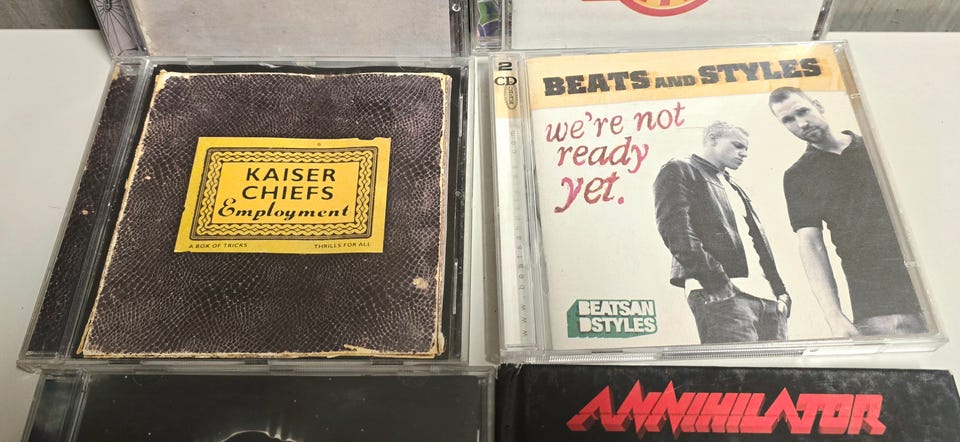 KAISER
CHIEFS
Employment
A BOX OF TRICKS THRILLS FOR ALL
2
CD
BEATS AND STYLES
we're not
ready
yet.
BEATSAN
DSTYLES
ANNIHILATOR